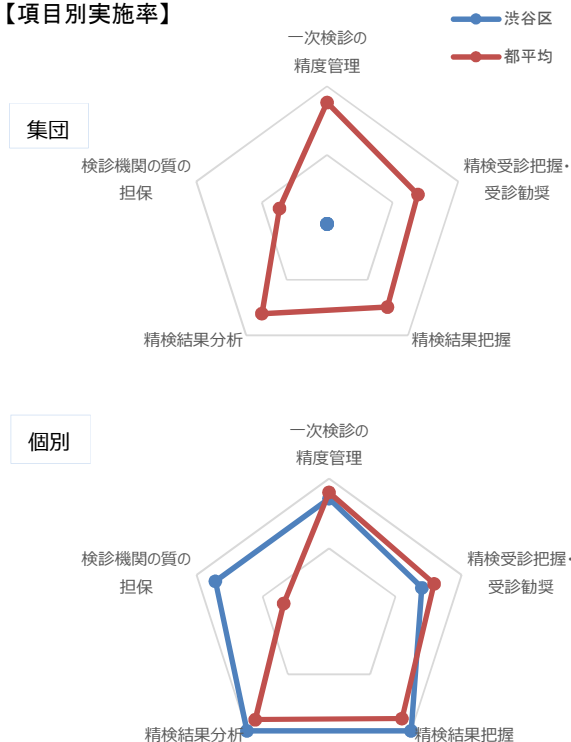 【項目別実施率】
渋谷区
都平均
集団
一次検診の
精度管理
精検受診把握・
受診勧奨
精検結果把握
精検結果分析
検診機関の質の
担保
個別
一次検診の
精度管理
精検受診把握・
受診勧奨
精検結果把握
精検結果分析
検診機関の質の
担保